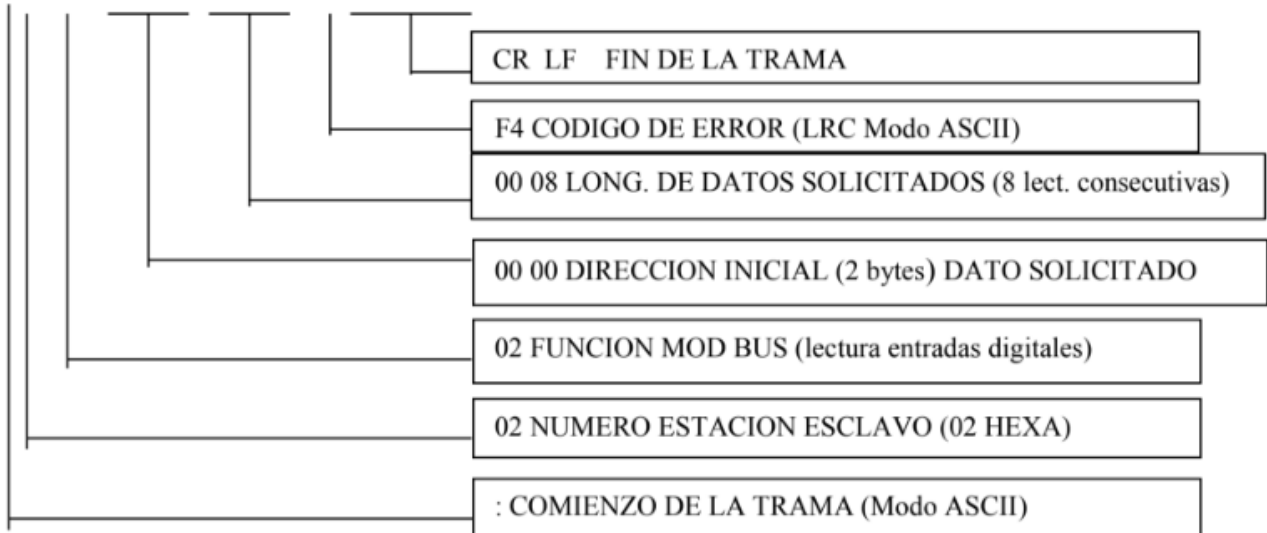 CR LF FIN DE LA TRAMA
F4 CODIGO DE ERROR (LRC Modo ASCII)
00 08 LONG. DE DATOS SOLICITADOS (8 lect. consecutivas)
00 00 DIRECCION INICIAL (2 bytes) DATO SOLICITADO
02 FUNCION MOD BUS (lectura entradas digitales)
02 NUMERO ESTACION ESCLAVO (02 HEXA)
: COMIENZO DE LA TRAMA (Modo ASCII)